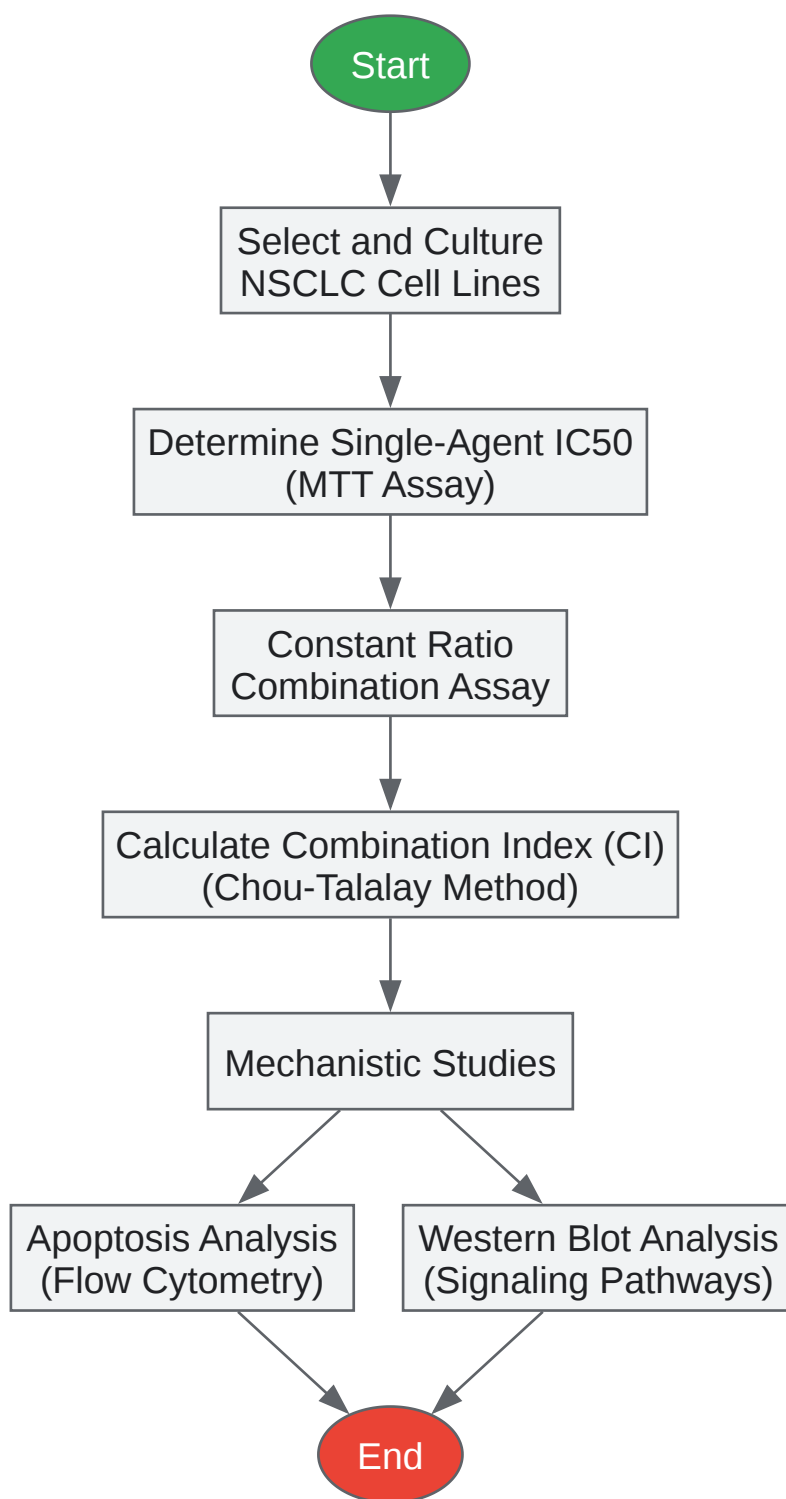 Start
Select and Culture
NSCLC Cell Lines
Determine Single-Agent IC50
(MTT Assay)
Constant Ratio
Combination Assay
Calculate Combination Index (CI)
(Chou-Talalay Method)
Mechanistic Studies
Apoptosis Analysis
(Flow Cytometry)
Western Blot Analysis
(Signaling Pathways)
End